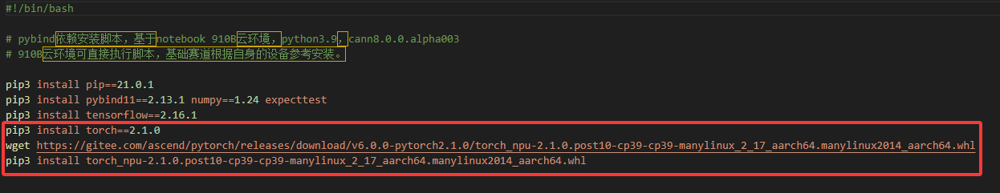 #!/bin/bash
# pybind依赖安装脚本，基于notebook 910B云环境，python3.9，cann8.0.0.alpha003
# 910B云环境可直接执行脚本，基础赛道根据自身的设备参考安装。
pip3 install pip==21.0.1
pip3 install pybind11==2.13.1 numpy==1.24 expecttest
pip3 install tensorflow==2.16.1
pip3 install torch==2.1.0
wget https://gitee.com/ascend/pytorch/releases/download/v6.0.0-pytorch2.1.0/torch_npu-2.1.0.post10-cp39-cp39-manylinux_2_17_aarch64.manylinux2014_aarch64.whl
pip3 install torch_npu-2.1.0.post10-cp39-cp39-manylinux_2_17_aarch64.manylinux2014_aarch64.whl